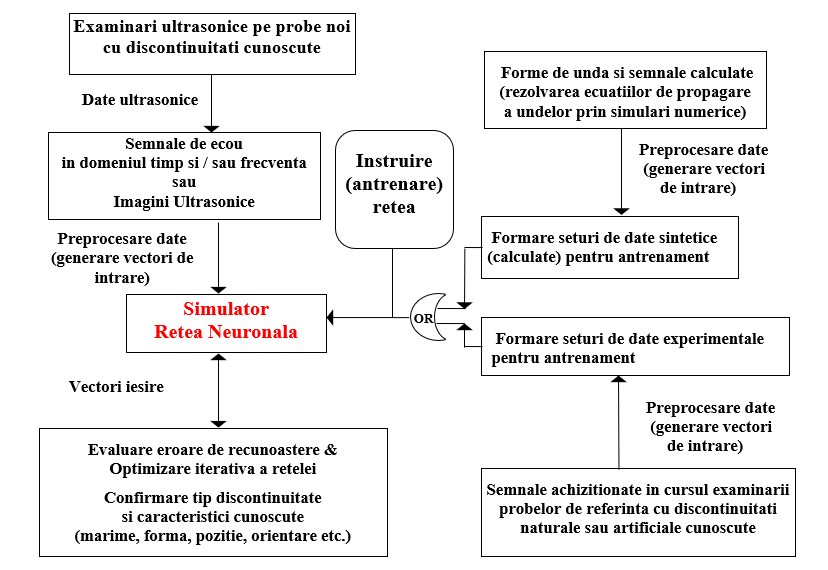 Examinari ultrasonice pe probe noi
cu discontinuitati cunoscute
Date ultrasonice
Semnale de ecou
in domeniul timp si / sau frecventa
sau
Imagini Ultrasonice
Preprocesare date
(generare vectori de
intrare)
Simulator
Retea Neuronala
Vectori iesire
Evaluare eroare de recunoastere &
Optimizare iterativa a retelei
Confirmare tip discontinuitate
si caracteristici cunoscute
(marime, forma, pozitie, orientare etc.)
Instruire
(antrenare)
retea
OR
Forme de unda si semnale calculate
(rezolvarea ecuatiilor de propagare
a undelor prin simulari numerice)
Preprocesare date
(generare vectori
de intrare)
Formare seturi de date sintetice
(calculate) pentru antrenament
Formare seturi de date experimentale
pentru antrenament
Preprocesare date
(generare vectori
de intrare)
Semnale achizitionate in cursul examinarii
probelor de referinta cu discontinuitati
naturale sau artificiale cunoscute